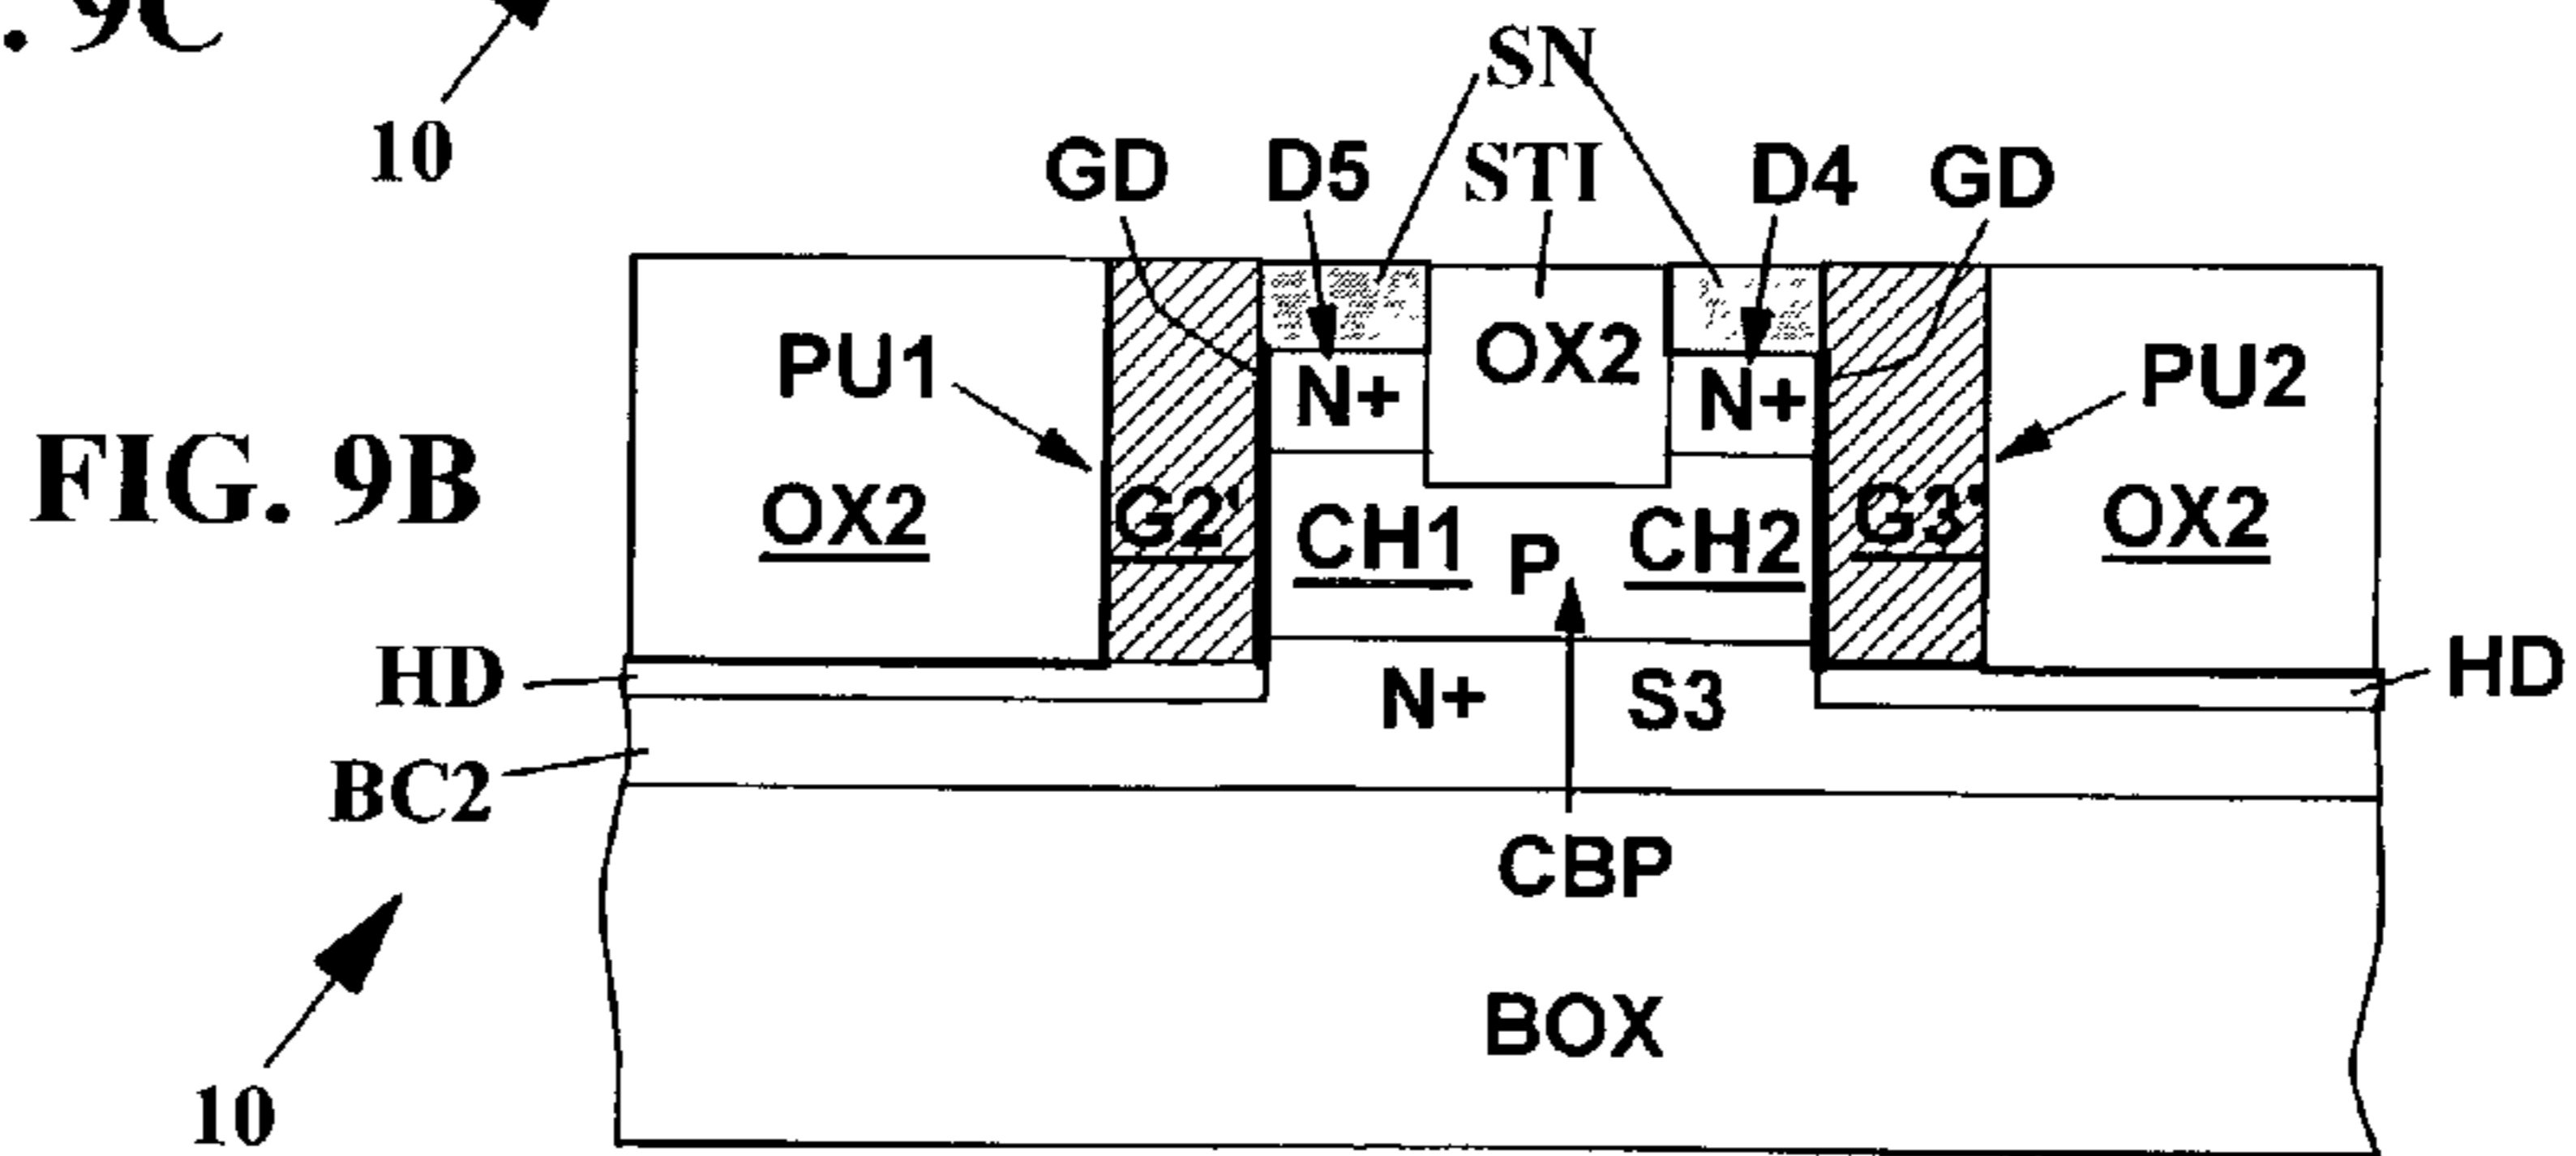 . 9C
10
SN
GD D5 STI D4 GD
PU1 OX2 PU2
N+ N+
FIG. 9B
OX2 G2' CH1 P CH2 G3' OX2
HD N+ S3 HD
BC2
CBP
BOX
10